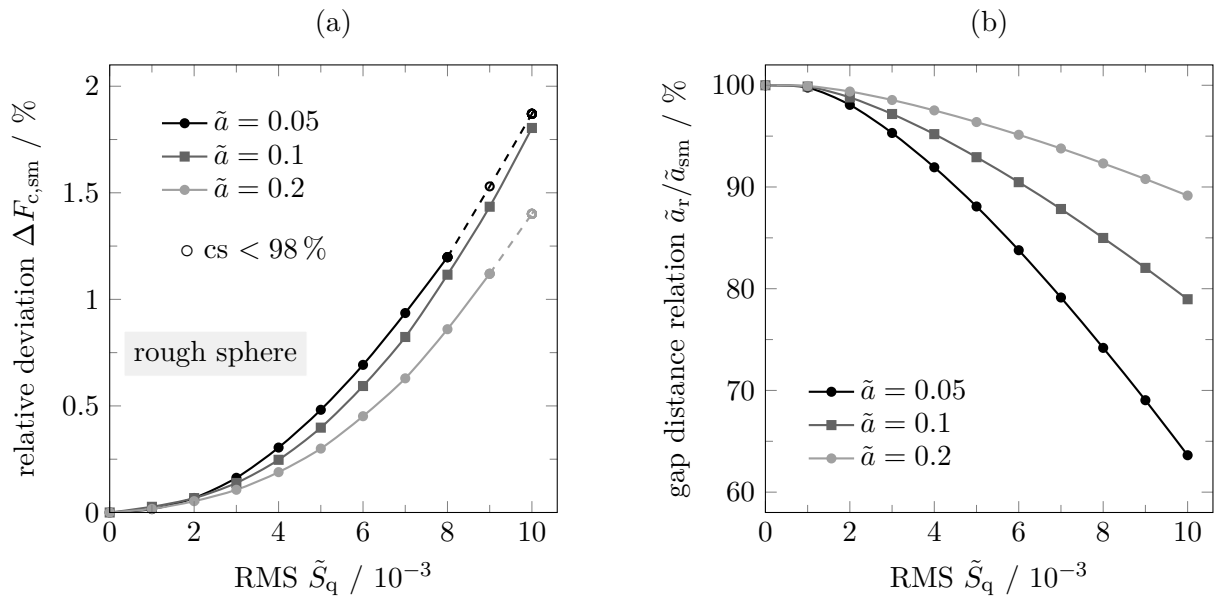 (a)
relative deviation ΔF_c,sm / %
2
1.5
1
0.5
0
ã = 0.05
ã = 0.1
ã = 0.2
cs < 98 %
rough sphere
0 2 4 6 8 10
RMS S̃_q / 10⁻³
(b)
gap distance relation ã_r/ã_sm / %
100
90
80
70
60
ã = 0.05
ã = 0.1
ã = 0.2
0 2 4 6 8 10
RMS S̃_q / 10⁻³